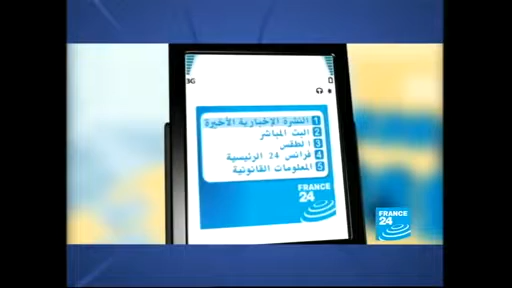 3G
1 النشرة الإخبارية الأخيرة
2 البث المباشر
3 الطقس
4 فرانس 24 الرئيسية
5 المعلومات القانونية
FRANCE
24
FRANCE
24